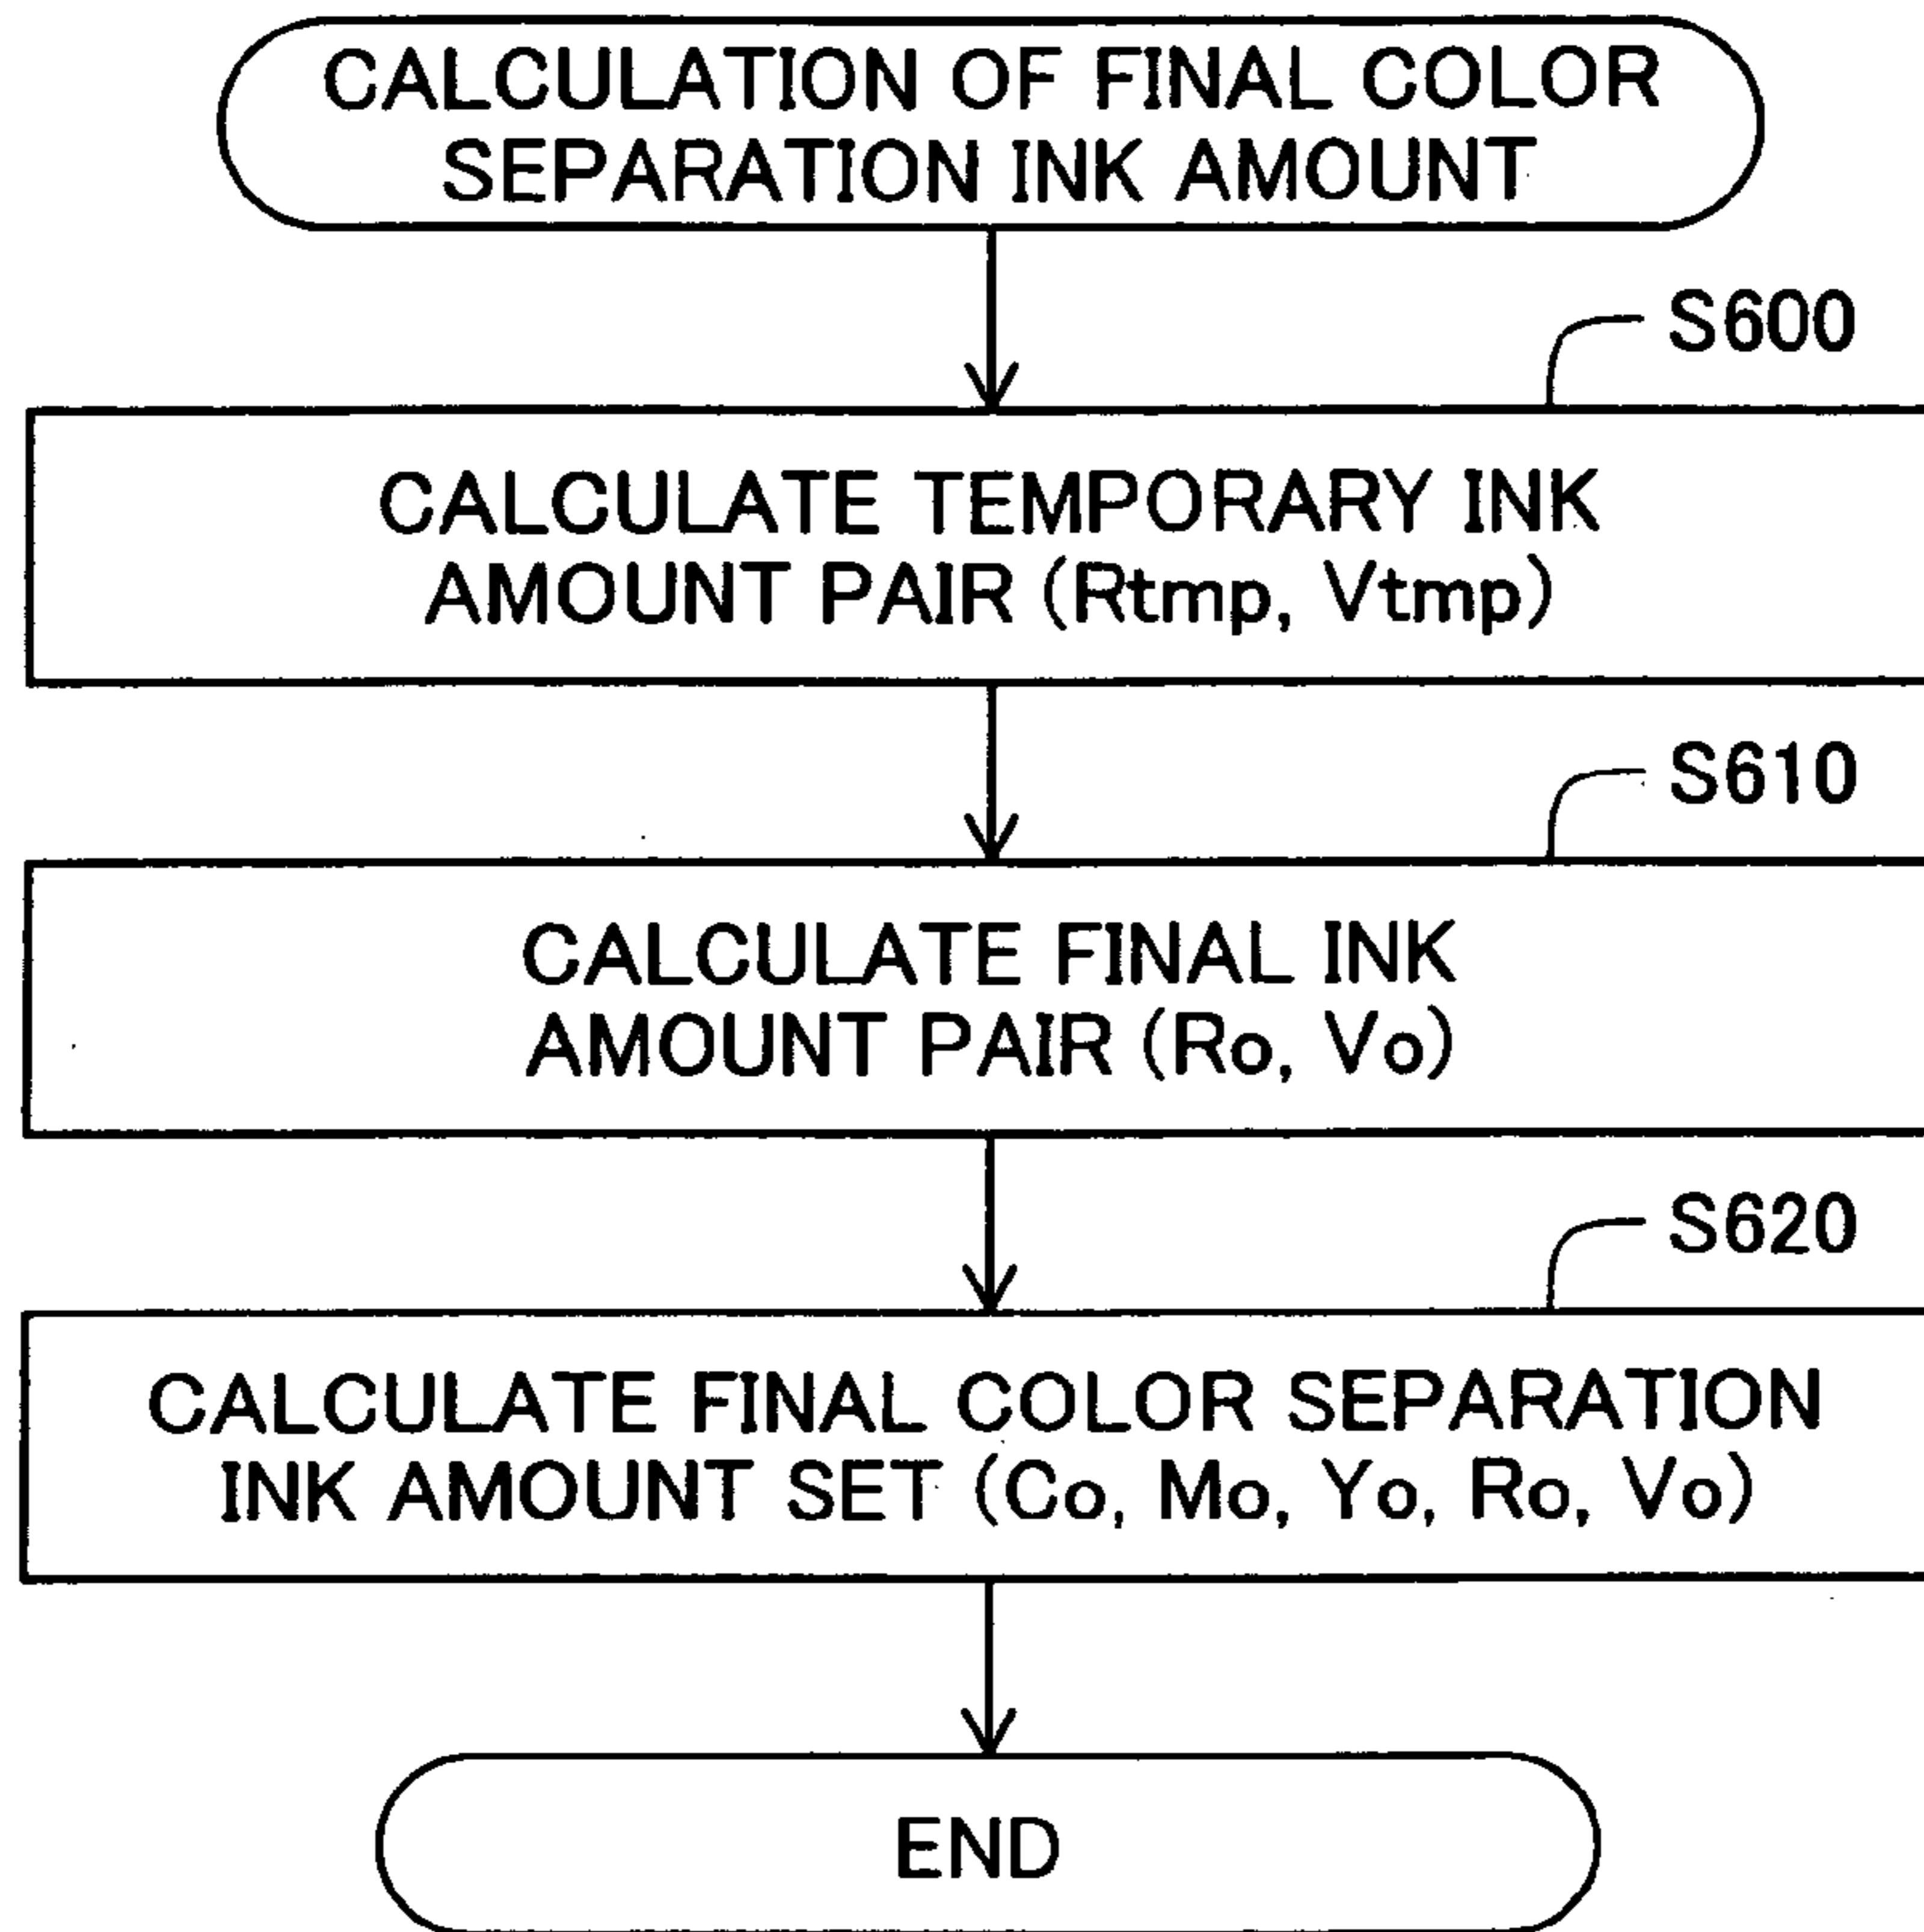 CALCULATION OF FINAL COLOR
SEPARATION INK AMOUNT
S600
CALCULATE TEMPORARY INK
AMOUNT PAIR (Rtmp, Vtmp)
S610
CALCULATE FINAL INK
AMOUNT PAIR (Ro, Vo)
S620
CALCULATE FINAL COLOR SEPARATION
INK AMOUNT SET (Co, Mo, Yo, Ro, Vo)
END